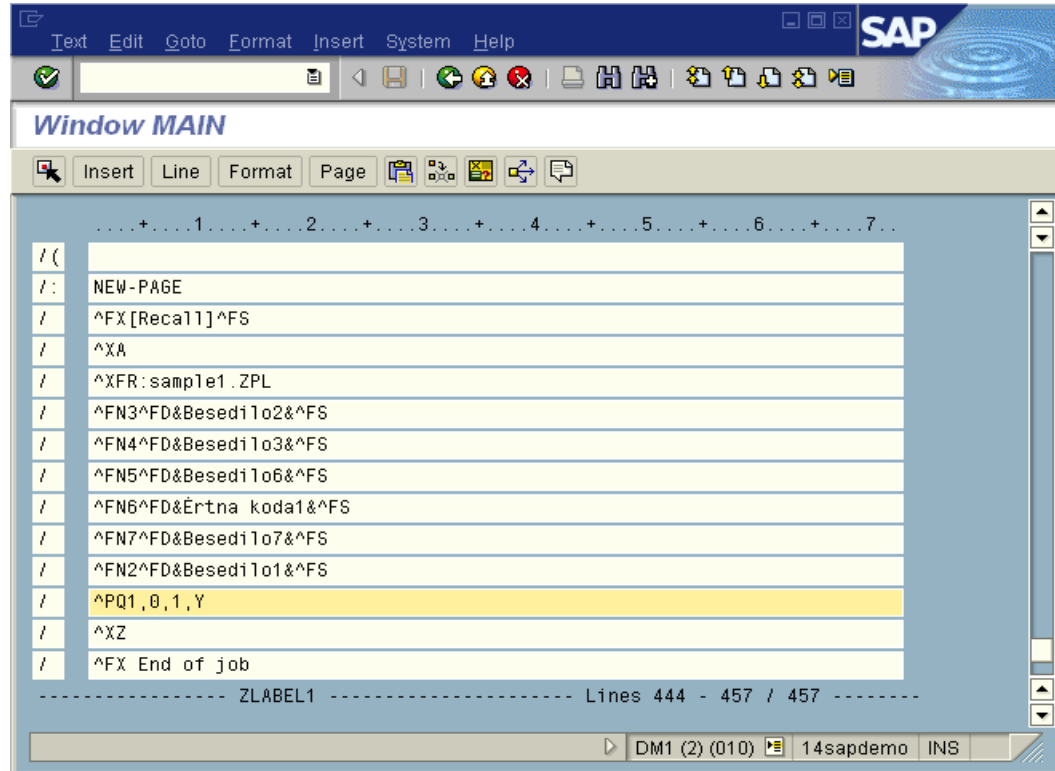 Text Edit Goto Format Insert System Help
SAP
Window MAIN
Insert Line Format Page
....+....1....+....2....+....3....+....4....+....5....+....6....+....7..
/(
/: NEW-PAGE
/ ^FX[Recall]^FS
/ ^XA
/ ^XFR:sample1.ZPL
/ ^FN3^FD&Besedilo2&^FS
/ ^FN4^FD&Besedilo3&^FS
/ ^FN5^FD&Besedilo6&^FS
/ ^FN6^FD&Èrtna koda1&^FS
/ ^FN7^FD&Besedilo7&^FS
/ ^FN2^FD&Besedilo1&^FS
/ ^PQ1,0,1,Y
/ ^XZ
/ ^FX End of job
----------------- ZLABEL1 ---------------------- Lines 444 - 457 / 457 --------
DM1 (2) (010) 14sapdemo INS